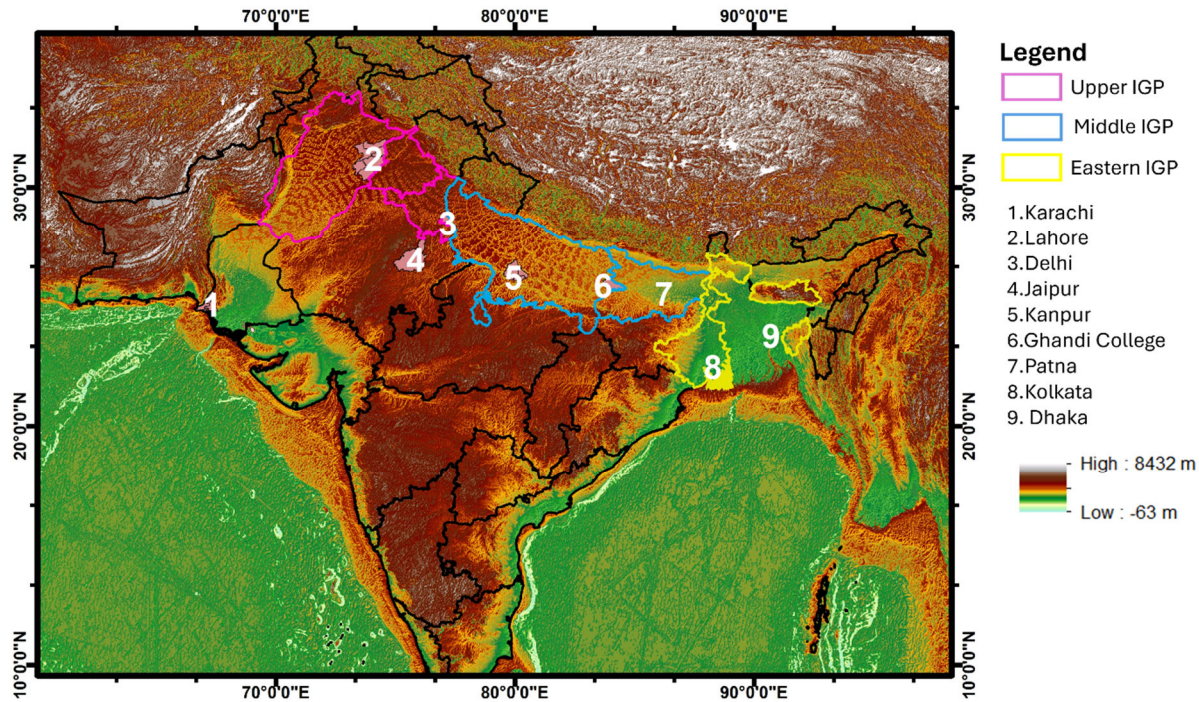 70°0'0"E 80°0'0"E 90°0'0"E
30°0'0"N
20°0'0"N
10°0'0"N
1
2
3
4
5
6
7
8
9
30°0'0"N
20°0'0"N
10°0'0"N
70°0'0"E 80°0'0"E 90°0'0"E
Legend
Upper IGP
Middle IGP
Eastern IGP
1.Karachi
2.Lahore
3.Delhi
4.Jaipur
5.Kanpur
6.Ghandi College
7.Patna
8.Kolkata
9. Dhaka
High : 8432 m
Low : -63 m